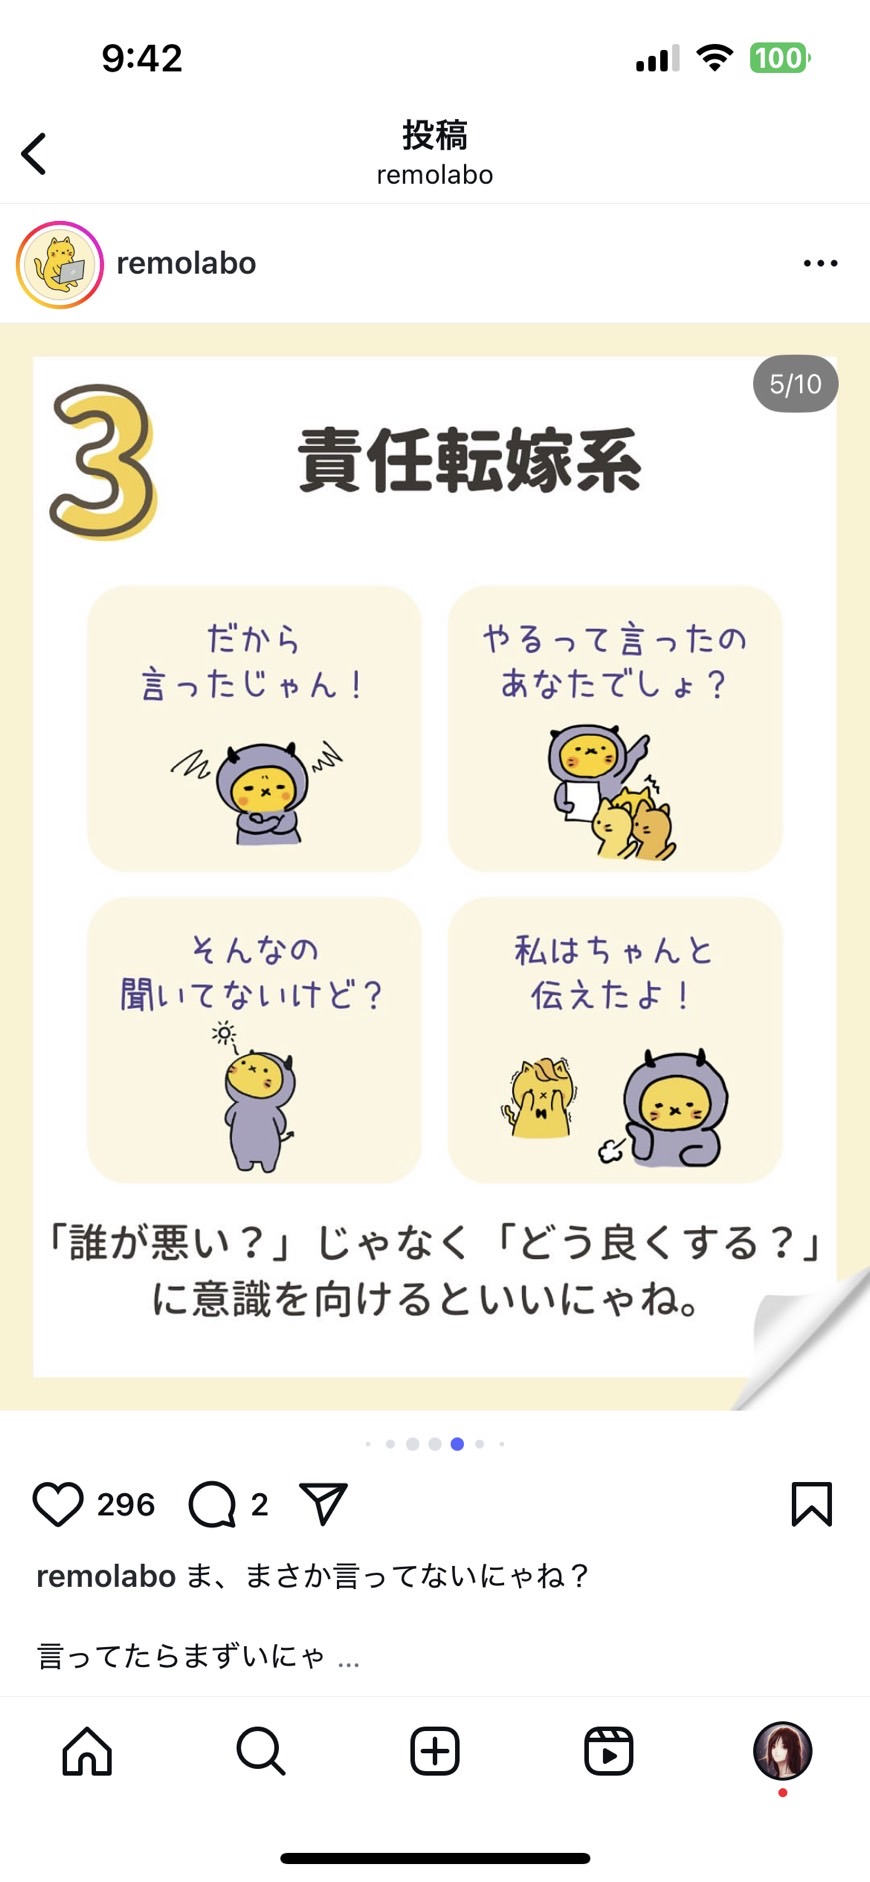 9:42
100
投稿
remolabo
remolabo
5/10
3
責任転嫁系
だから
言ったじゃん！
やるって言ったの
あなたでしょ？
そんなの
聞いてないけど？
私はちゃんと
伝えたよ！
「誰が悪い？」じゃなく「どう良くする？」
に意識を向けるといいにゃね。
296
2
remolabo ま、まさか言ってないにゃね？
言ってたらまずいにゃ ...